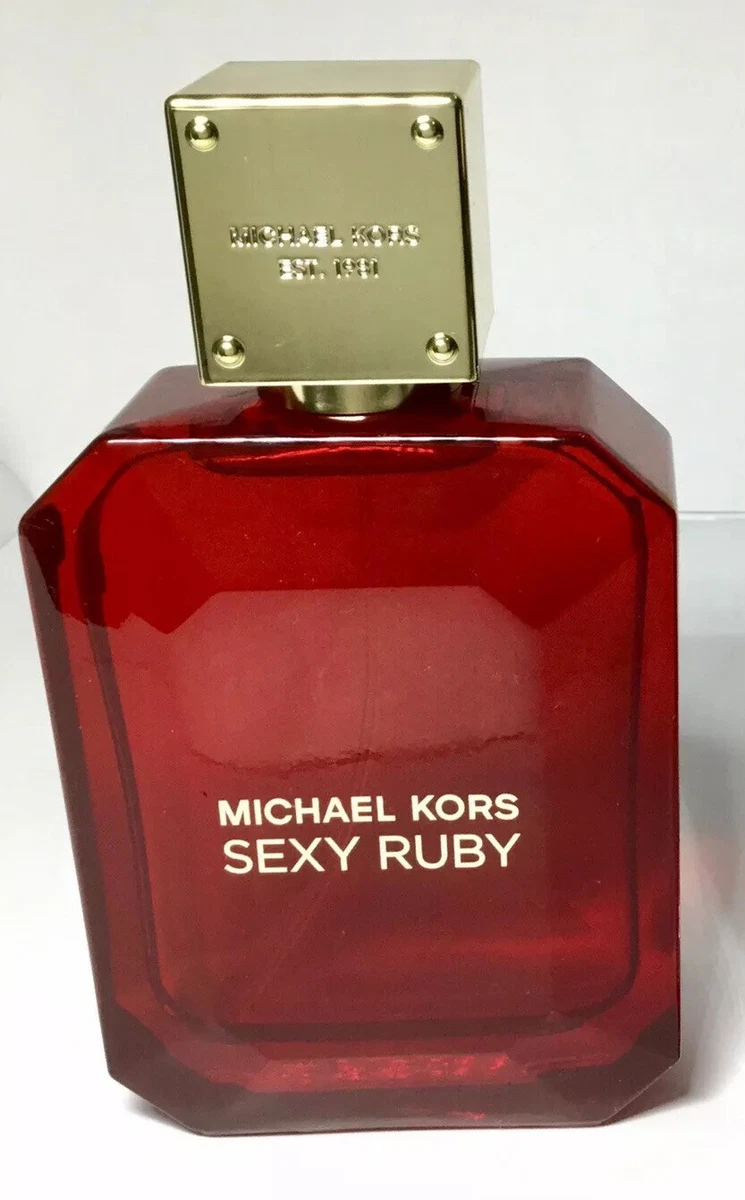 MICHAEL KORS
EST. 1981
MICHAEL KORS
SEXY RUBY